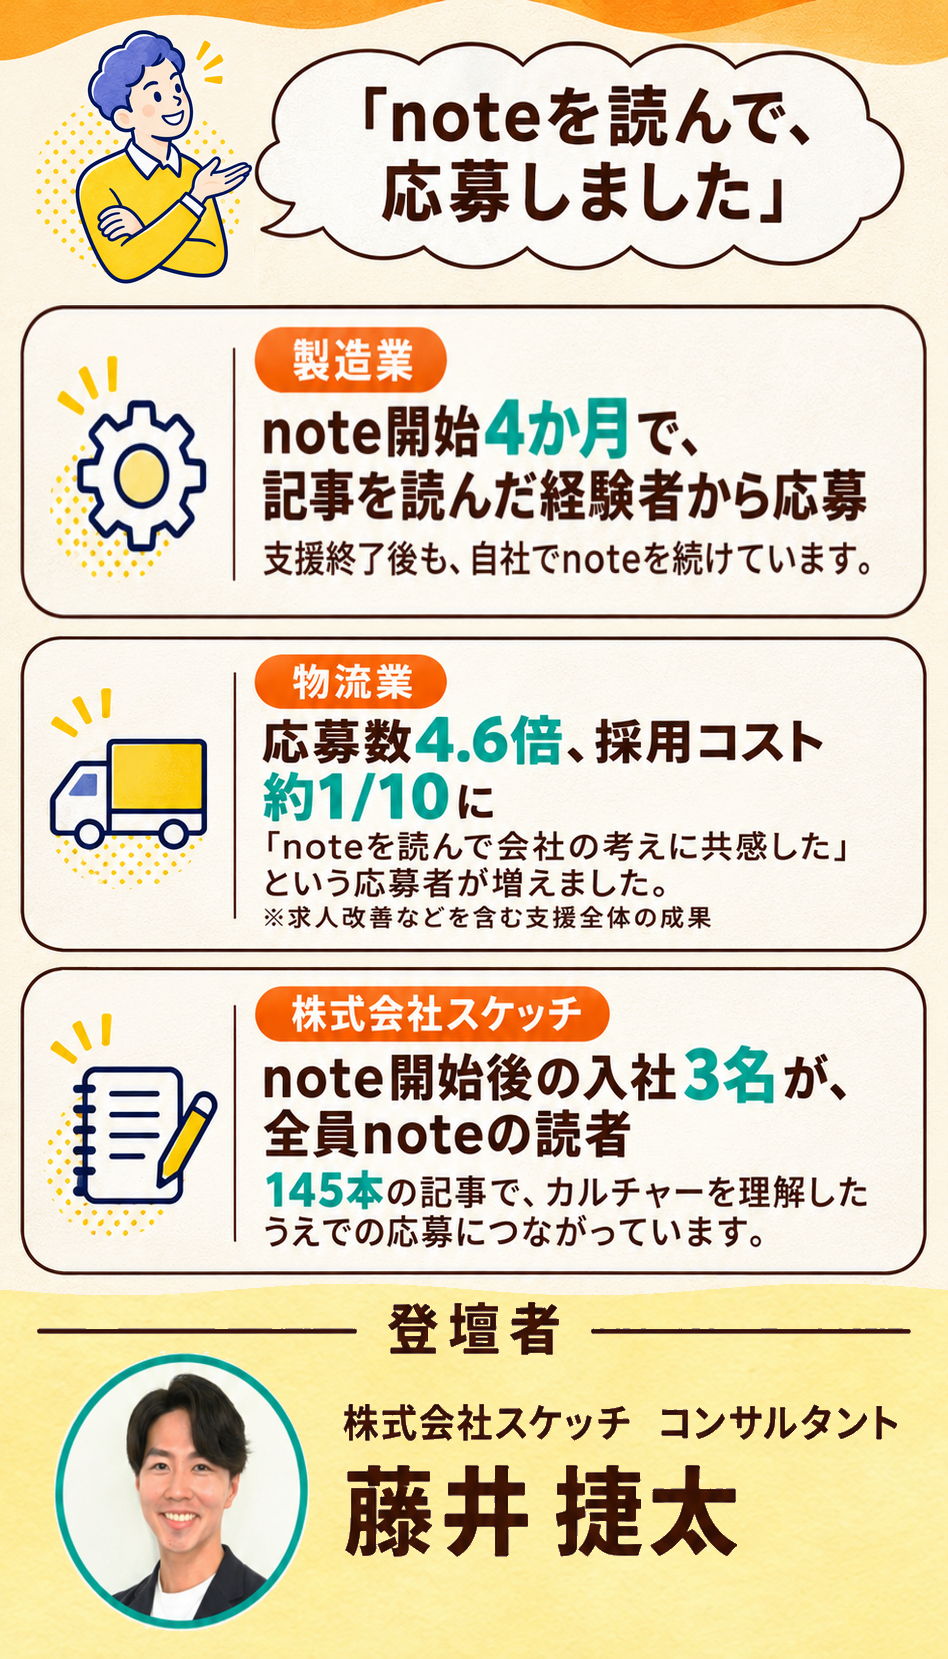 「noteを読んで、
応募しました」
製造業
note開始4か月で、
記事を読んだ経験者から応募
支援終了後も、自社でnoteを続けています。
物流業
応募数4.6倍、採用コスト
約1/10に
「noteを読んで会社の考えに共感した」
という応募者が増えました。
※求人改善などを含む支援全体の成果
株式会社スケッチ
note開始後の入社3名が、
全員noteの読者
145本の記事で、カルチャーを理解した
うえでの応募につながっています。
登壇者
株式会社スケッチ コンサルタント
藤井 捷太